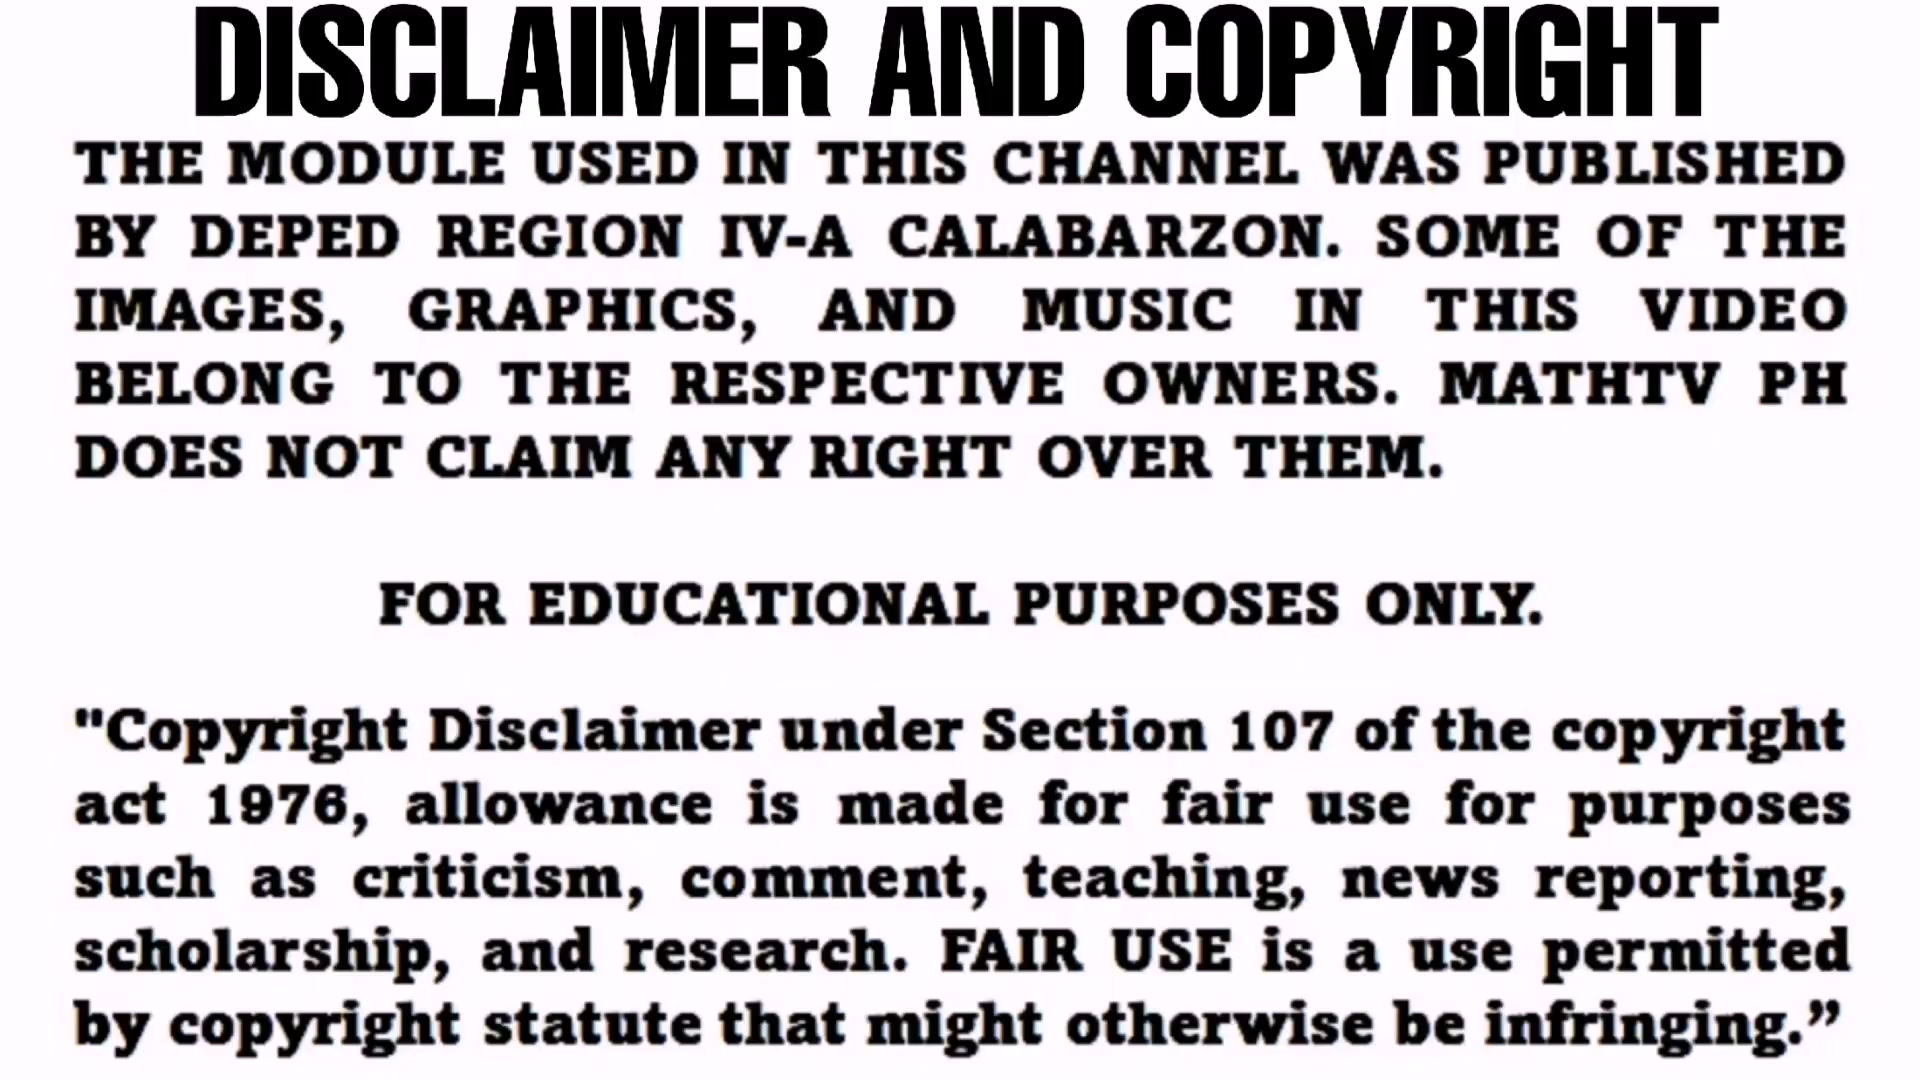 DISCLAIMER AND COPYRIGHT
THE MODULE USED IN THIS CHANNEL WAS PUBLISHED
BY DEPED REGION IV-A CALABARZON. SOME OF THE
IMAGES, GRAPHICS, AND MUSIC IN THIS VIDEO
BELONG TO THE RESPECTIVE OWNERS. MATHTV PH
DOES NOT CLAIM ANY RIGHT OVER THEM.
FOR EDUCATIONAL PURPOSES ONLY.
"Copyright Disclaimer under Section 107 of the copyright
act 1976, allowance is made for fair use for purposes
such as criticism, comment, teaching, news reporting,
scholarship, and research. FAIR USE is a use permitted
by copyright statute that might otherwise be infringing.”